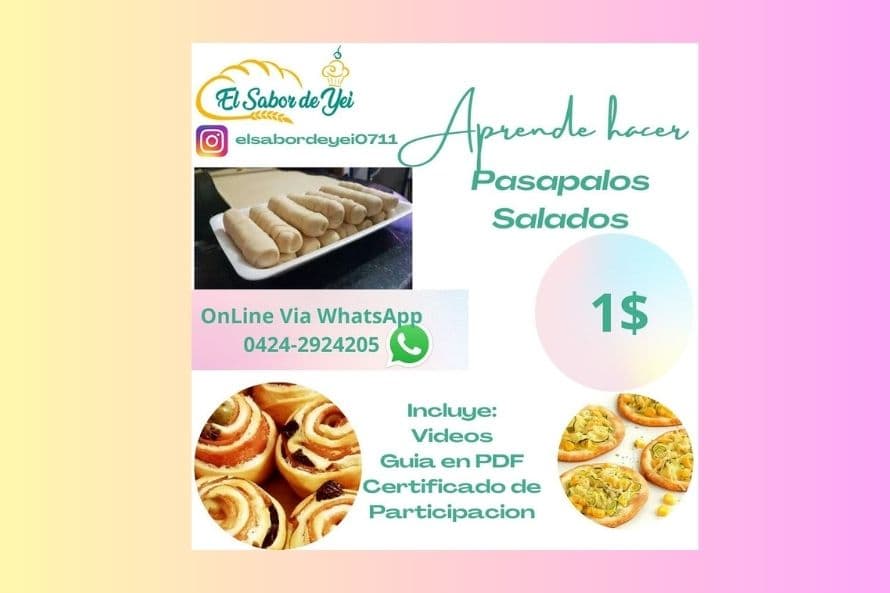 El Sabor de Yei
elsabordeyei0711
Aprende hacer
Pasapalos
Salados
OnLine Via WhatsApp
0424-2924205
1$
Incluye:
Videos
Guia en PDF
Certificado de
Participacion